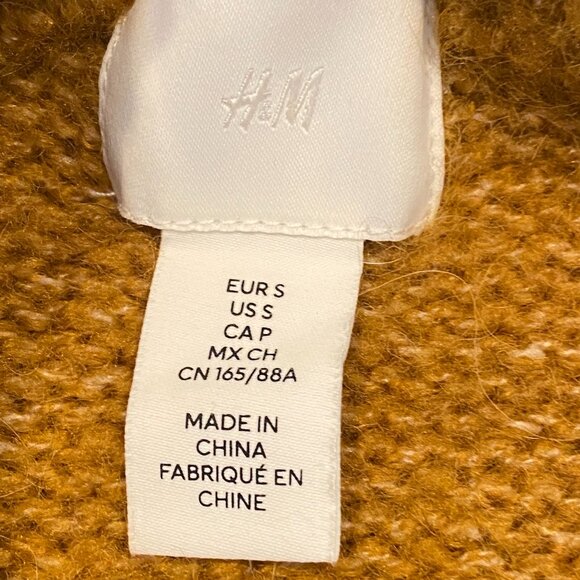 H&M
EUR S
US S
CA P
MX CH
CN 165/88A
MADE IN
CHINA
FABRIQUÉ EN
CHINE